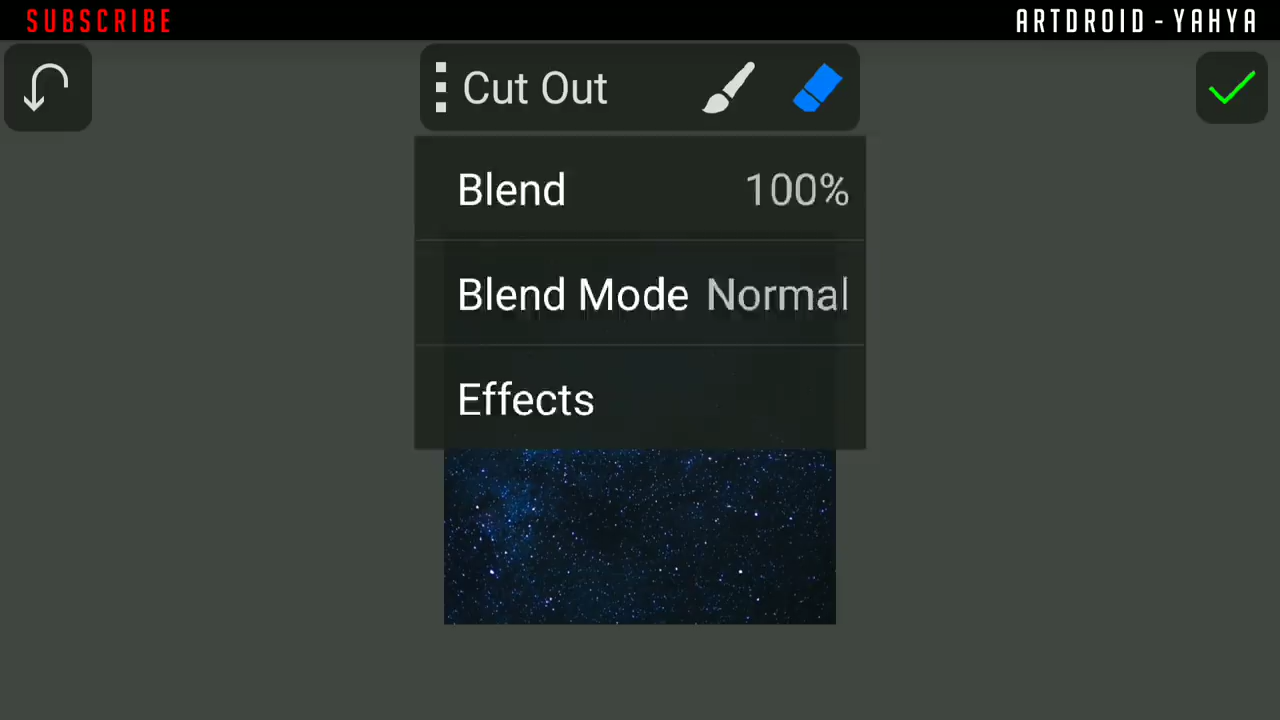 SUBSCRIBE
ARTDROID - YAHYA
Cut Out
Blend 100%
Blend Mode Normal
Effects